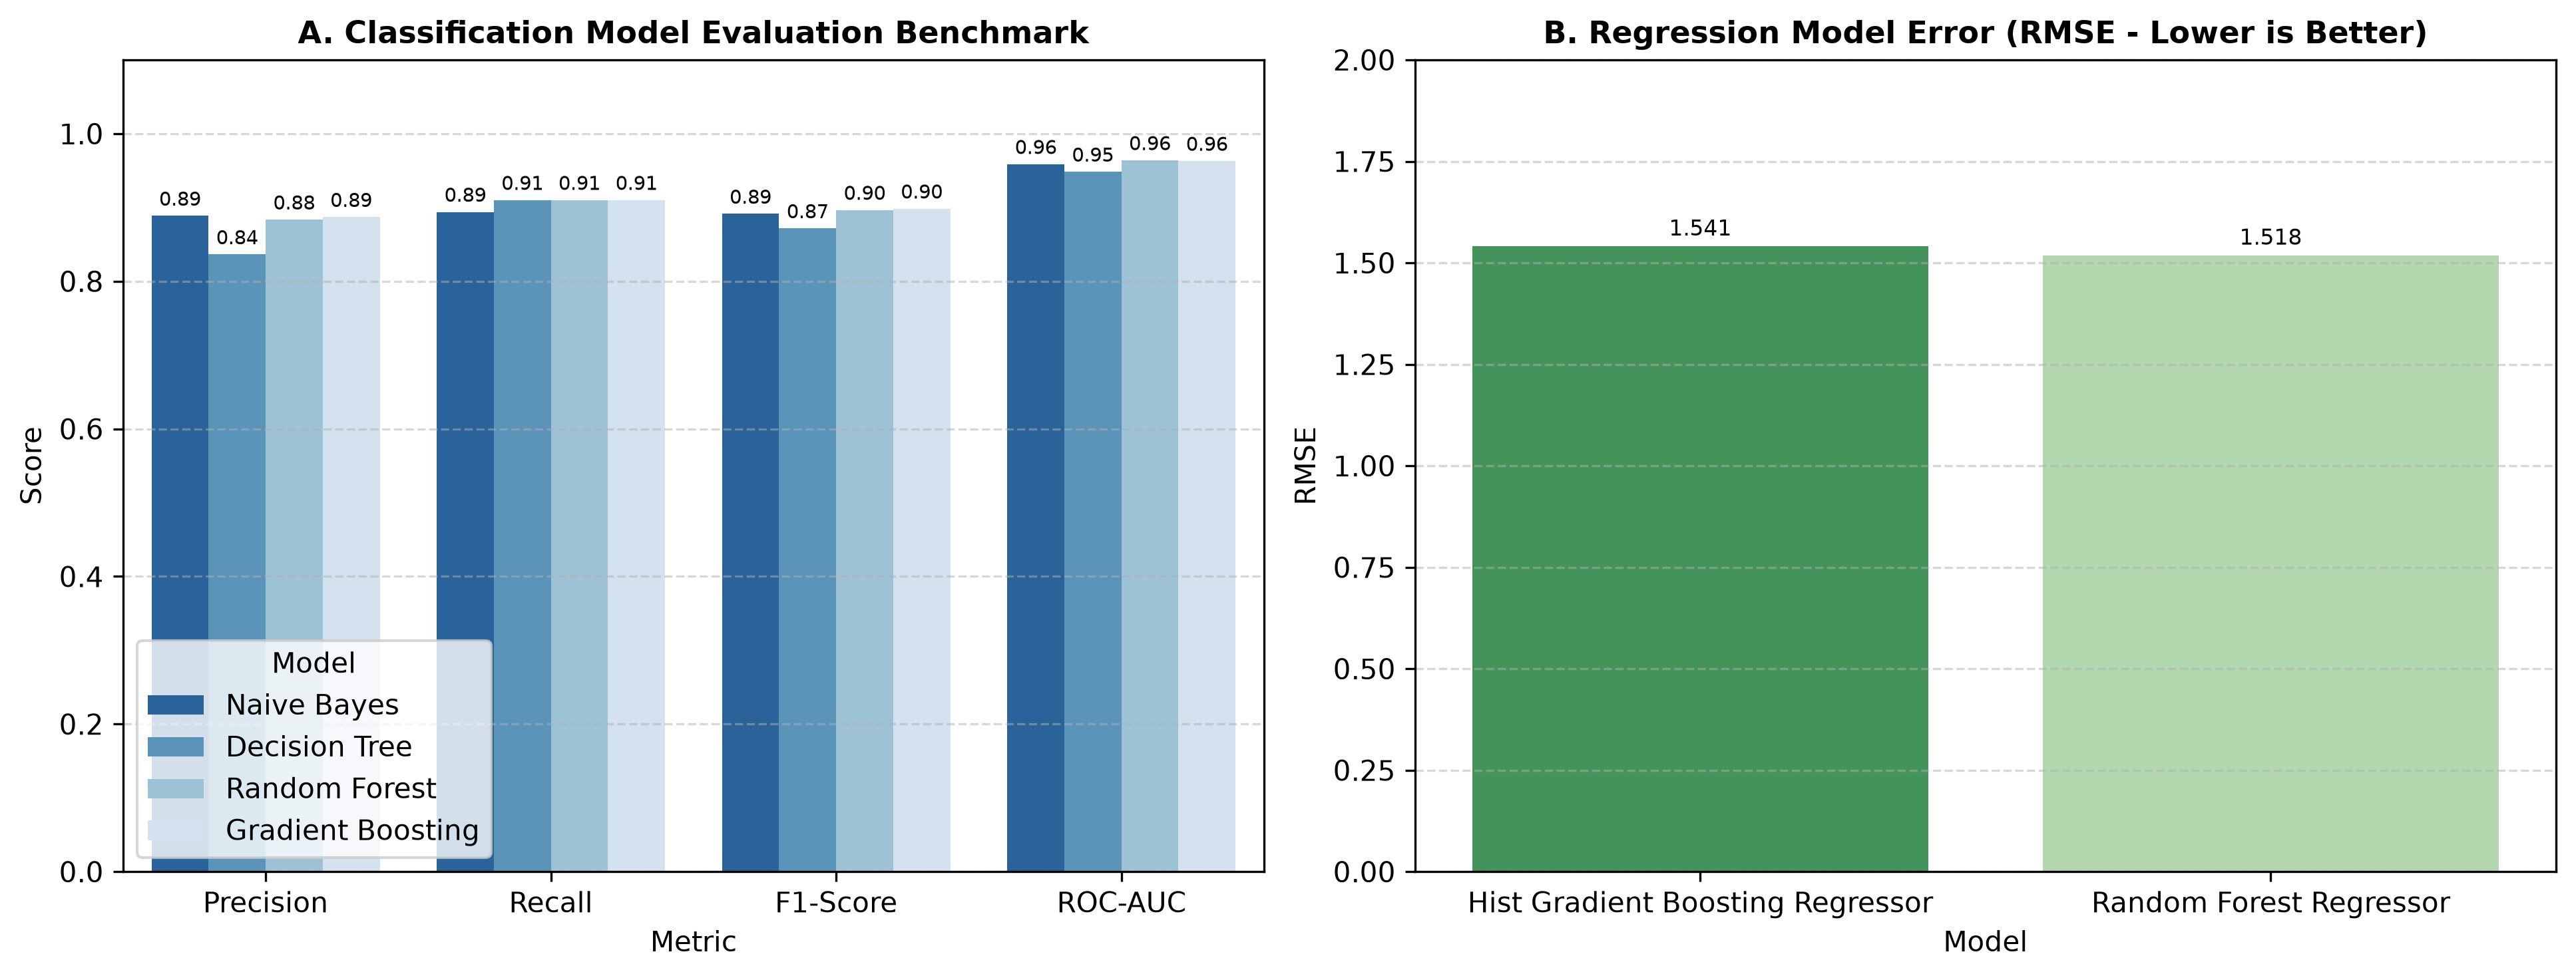 A. Classification Model Evaluation Benchmark
Score
1.0
0.8
0.6
0.4
0.2
0.0
0.89
0.84
0.88
0.89
0.89
0.91
0.91
0.91
0.89
0.87
0.90
0.90
0.96
0.95
0.96
0.96
Model
Naive Bayes
Decision Tree
Random Forest
Gradient Boosting
Precision
Recall
F1-Score
ROC-AUC
Metric
B. Regression Model Error (RMSE - Lower is Better)
RMSE
2.00
1.75
1.50
1.25
1.00
0.75
0.50
0.25
0.00
1.541
1.518
Hist Gradient Boosting Regressor
Random Forest Regressor
Model